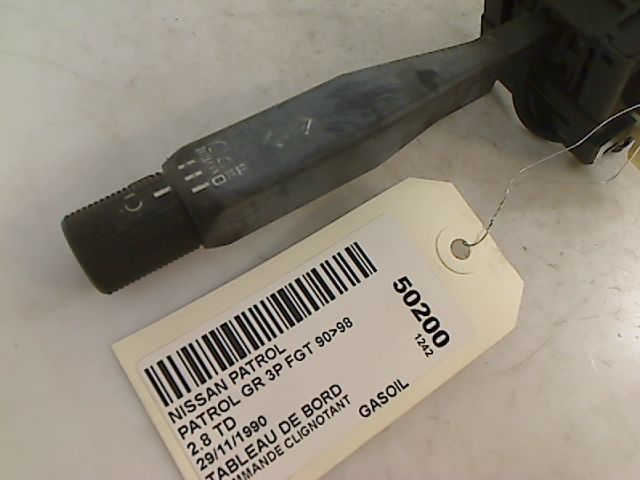 50200
1242
NISSAN PATROL
PATROL GR 3P FGT 90>98
2.8 TD
29/11/1990
GASOIL
TABLEAU DE BORD
MMANDE CLIGNOTANT